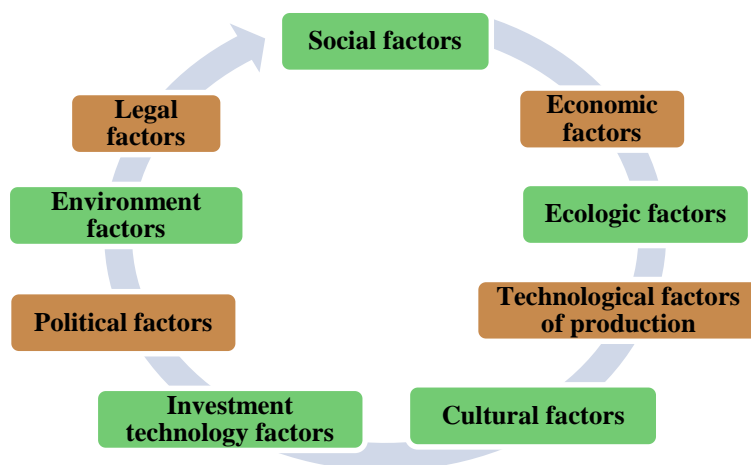 Social factors
Economic
factors
Ecologic factors
Technological factors
of production
Cultural factors
Investment
technology factors
Political factors
Environment
factors
Legal
factors